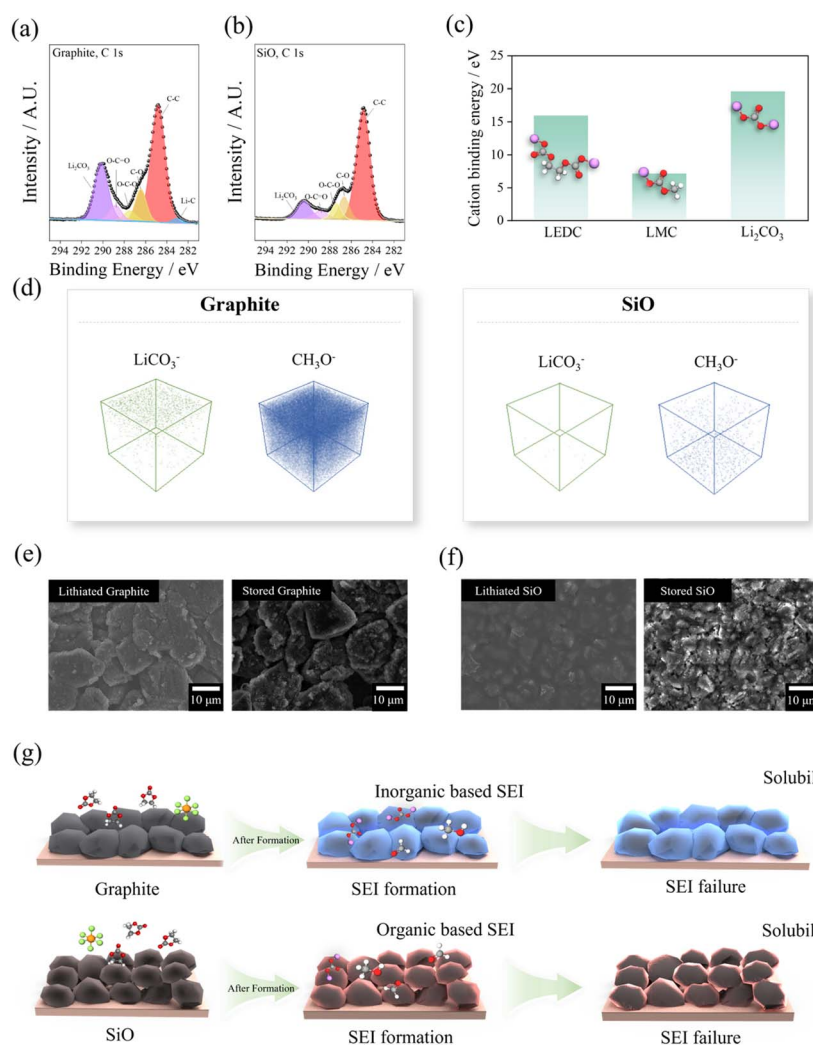 (a)
Graphite, C 1s
C-C
Li₂CO₃
O-C=O
O-C-O
C-O
Li-C
Intensity / A.U.
294 292 290 288 286 284 282
Binding Energy / eV
(b)
SiO, C 1s
C-C
C-O
O-C-O
O-C=O
Li₂CO₃
Intensity / A.U.
294 292 290 288 286 284 282
Binding Energy / eV
(c)
Cation binding energy / eV
25
20
15
10
5
0
LEDC LMC Li₂CO₃
(d)
Graphite
LiCO₃⁻ CH₃O⁻
SiO
LiCO₃⁻ CH₃O⁻
(e)
Lithiated Graphite
10 μm
Stored Graphite
10 μm
(f)
Lithiated SiO
10 μm
Stored SiO
10 μm
(g)
Inorganic based SEI
Solubil
After Formation
Graphite
SEI formation
SEI failure
Organic based SEI
Solubil
After Formation
SiO
SEI formation
SEI failure